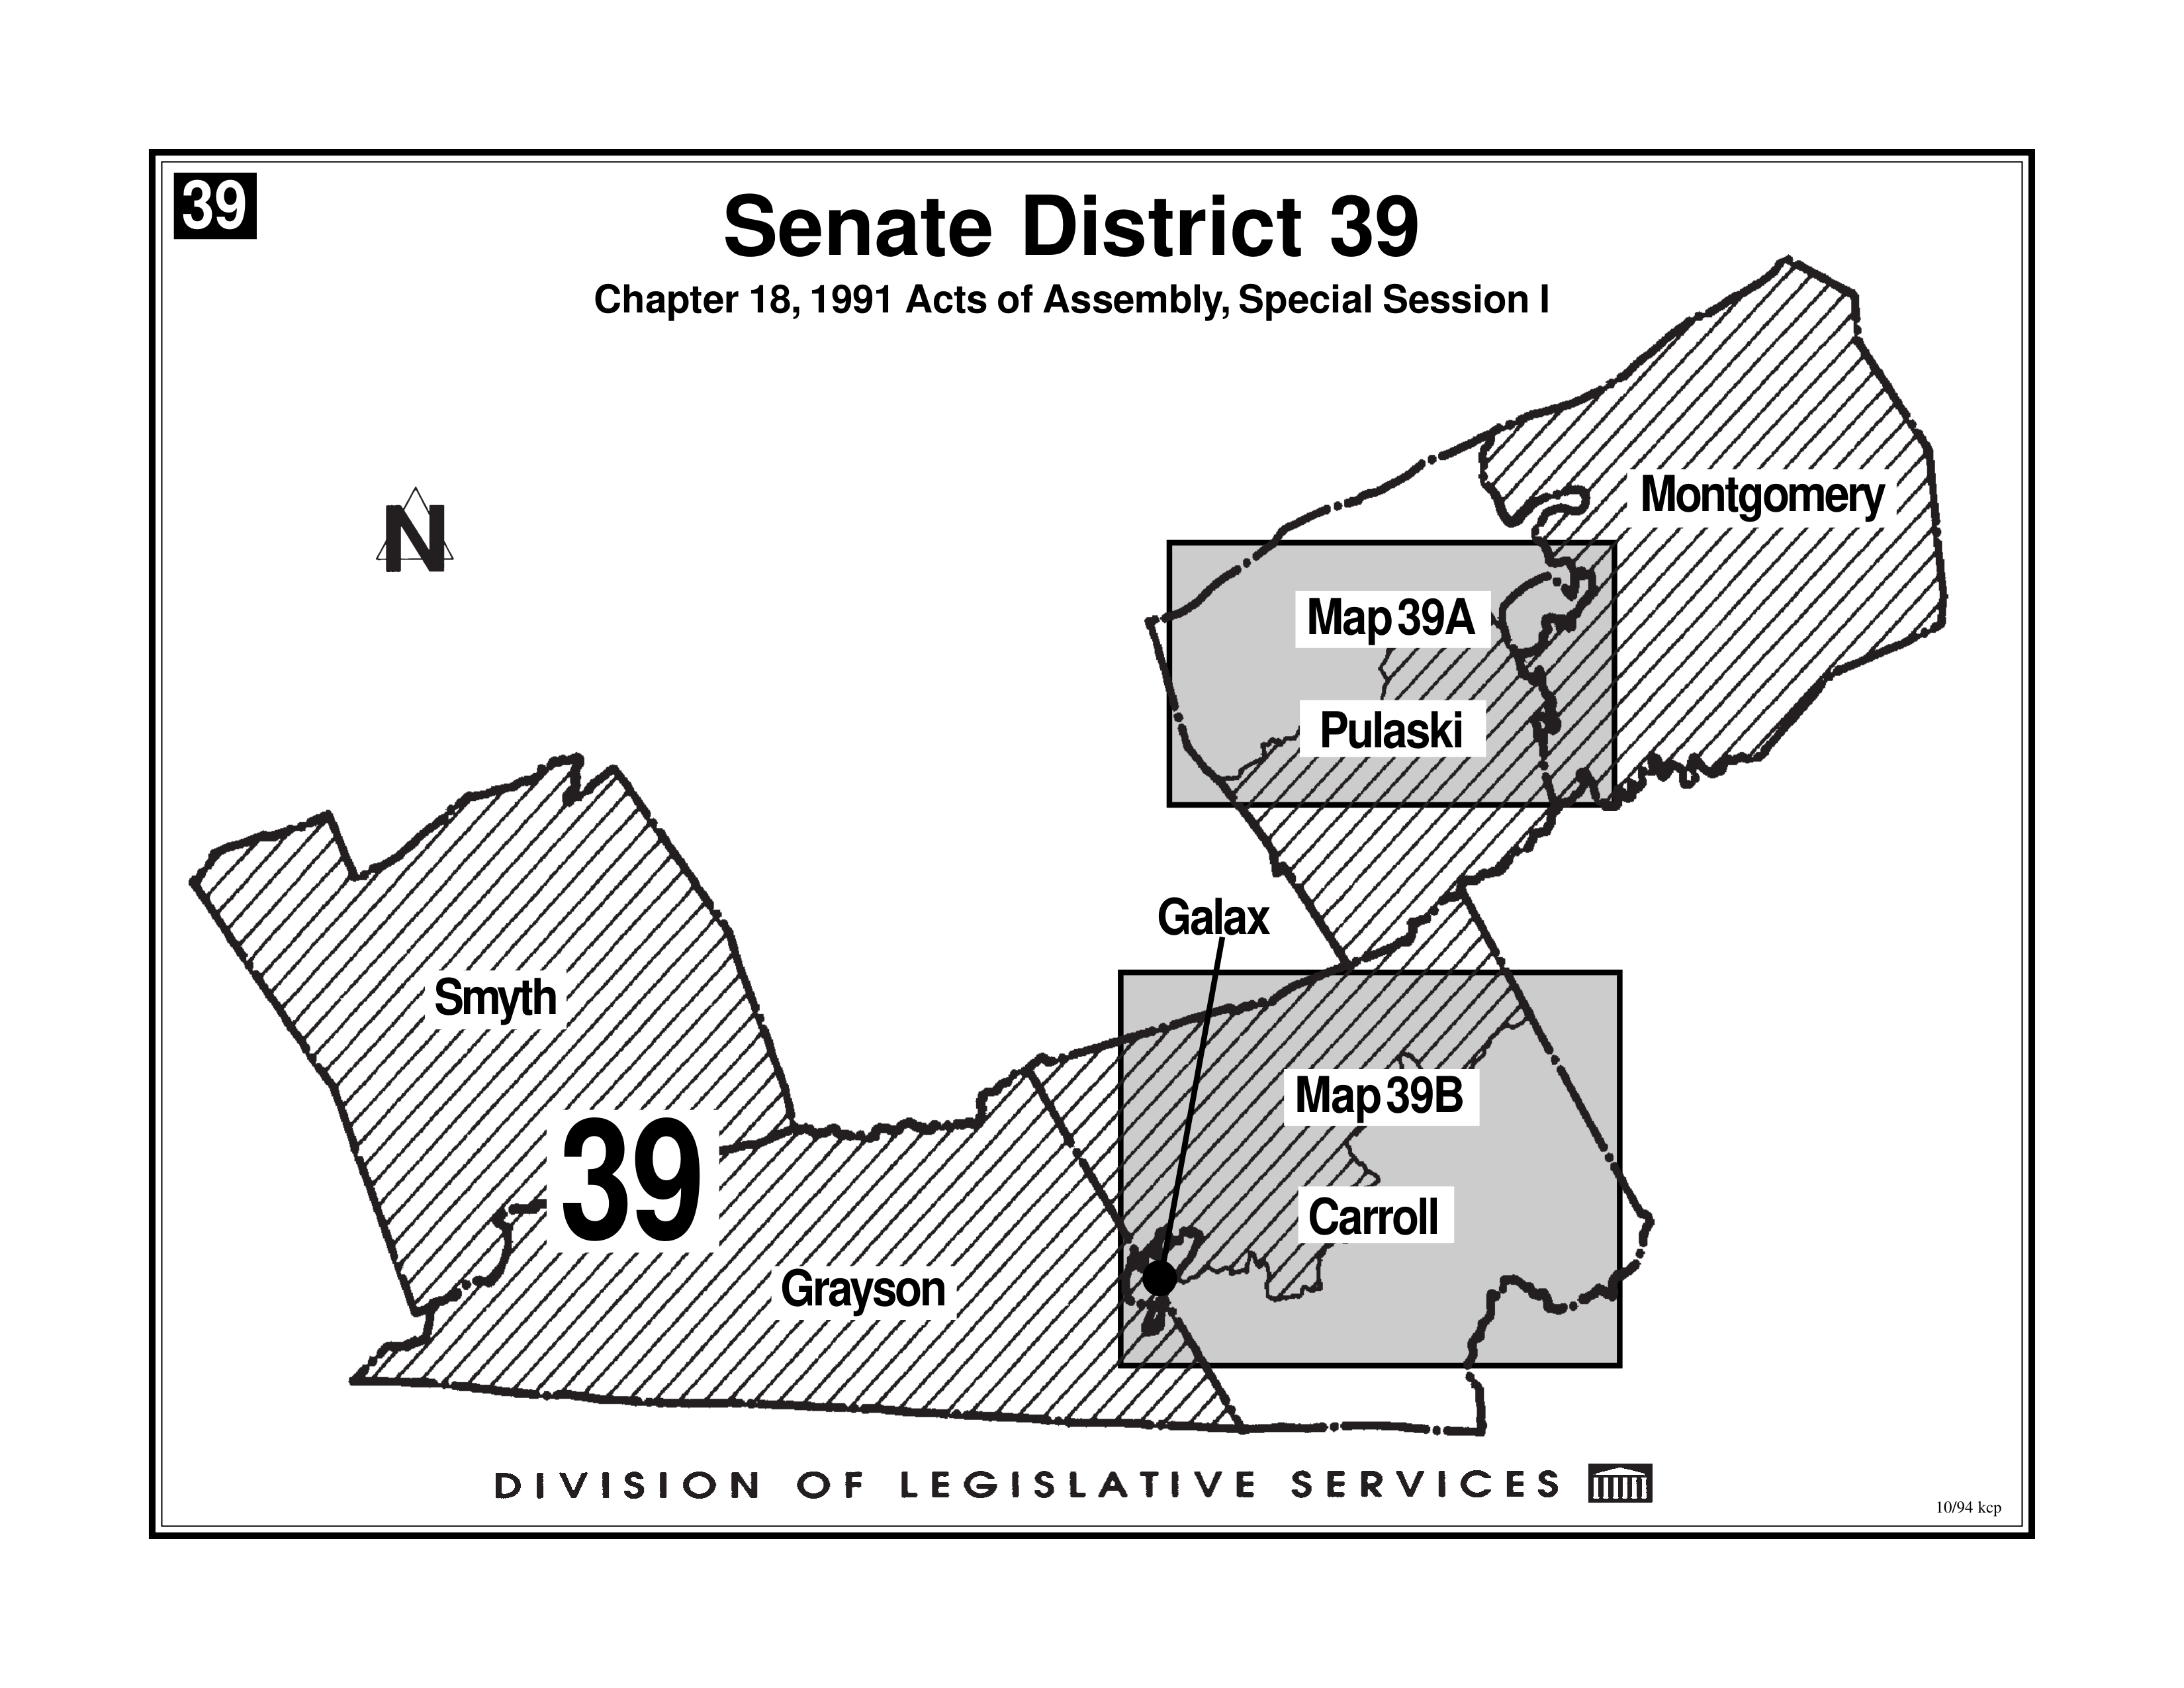 39
Senate District 39
Chapter 18, 1991 Acts of Assembly, Special Session I
Montgomery
N
Map 39A
Pulaski
Galax
Smyth
Map 39B
39
Carroll
Grayson
DIVISION OF LEGISLATIVE SERVICES
10/94 kcp